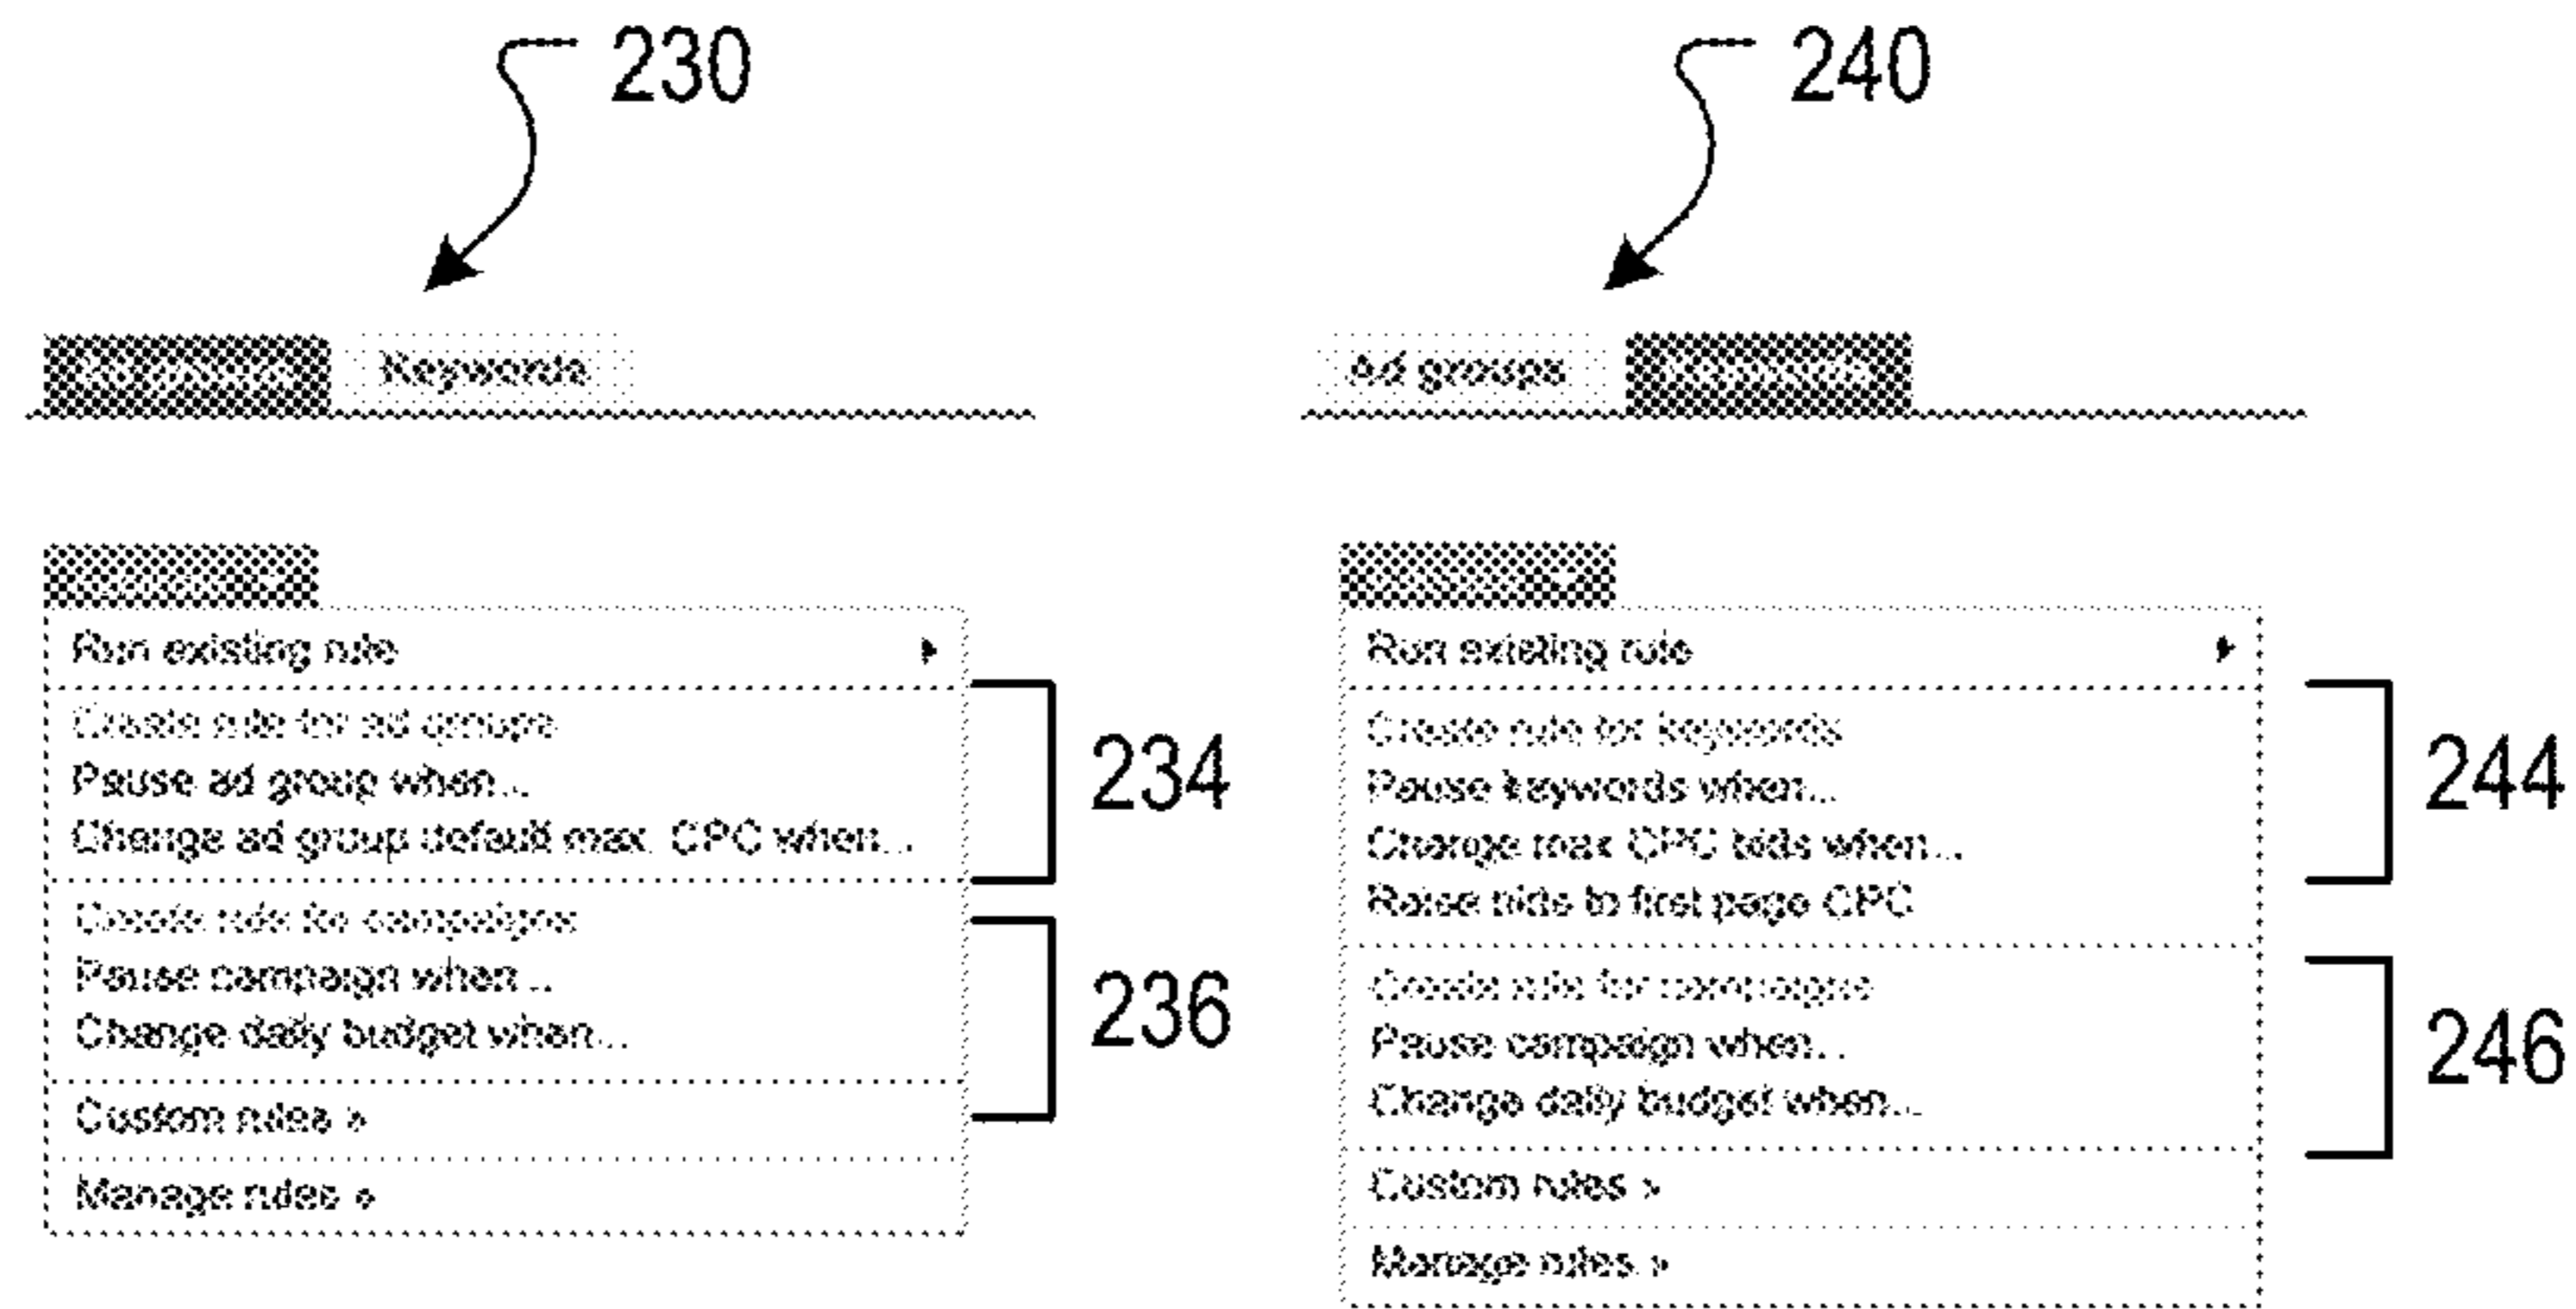 230
Keywords
Run existing rule
Create rule for ad groups
Pause ad group when...
Change ad group default max. CPC when...
234
Create rule for campaigns
Pause campaign when...
Change daily budget when...
236
Custom rules »
Manage rules »
240
Ad groups
Run existing rule
Create rule for keywords
Pause keywords when...
Change max CPC bids when...
Raise bids to first page CPC
244
Create rule for campaigns
Pause campaign when...
Change daily budget when...
246
Custom rules »
Manage rules »